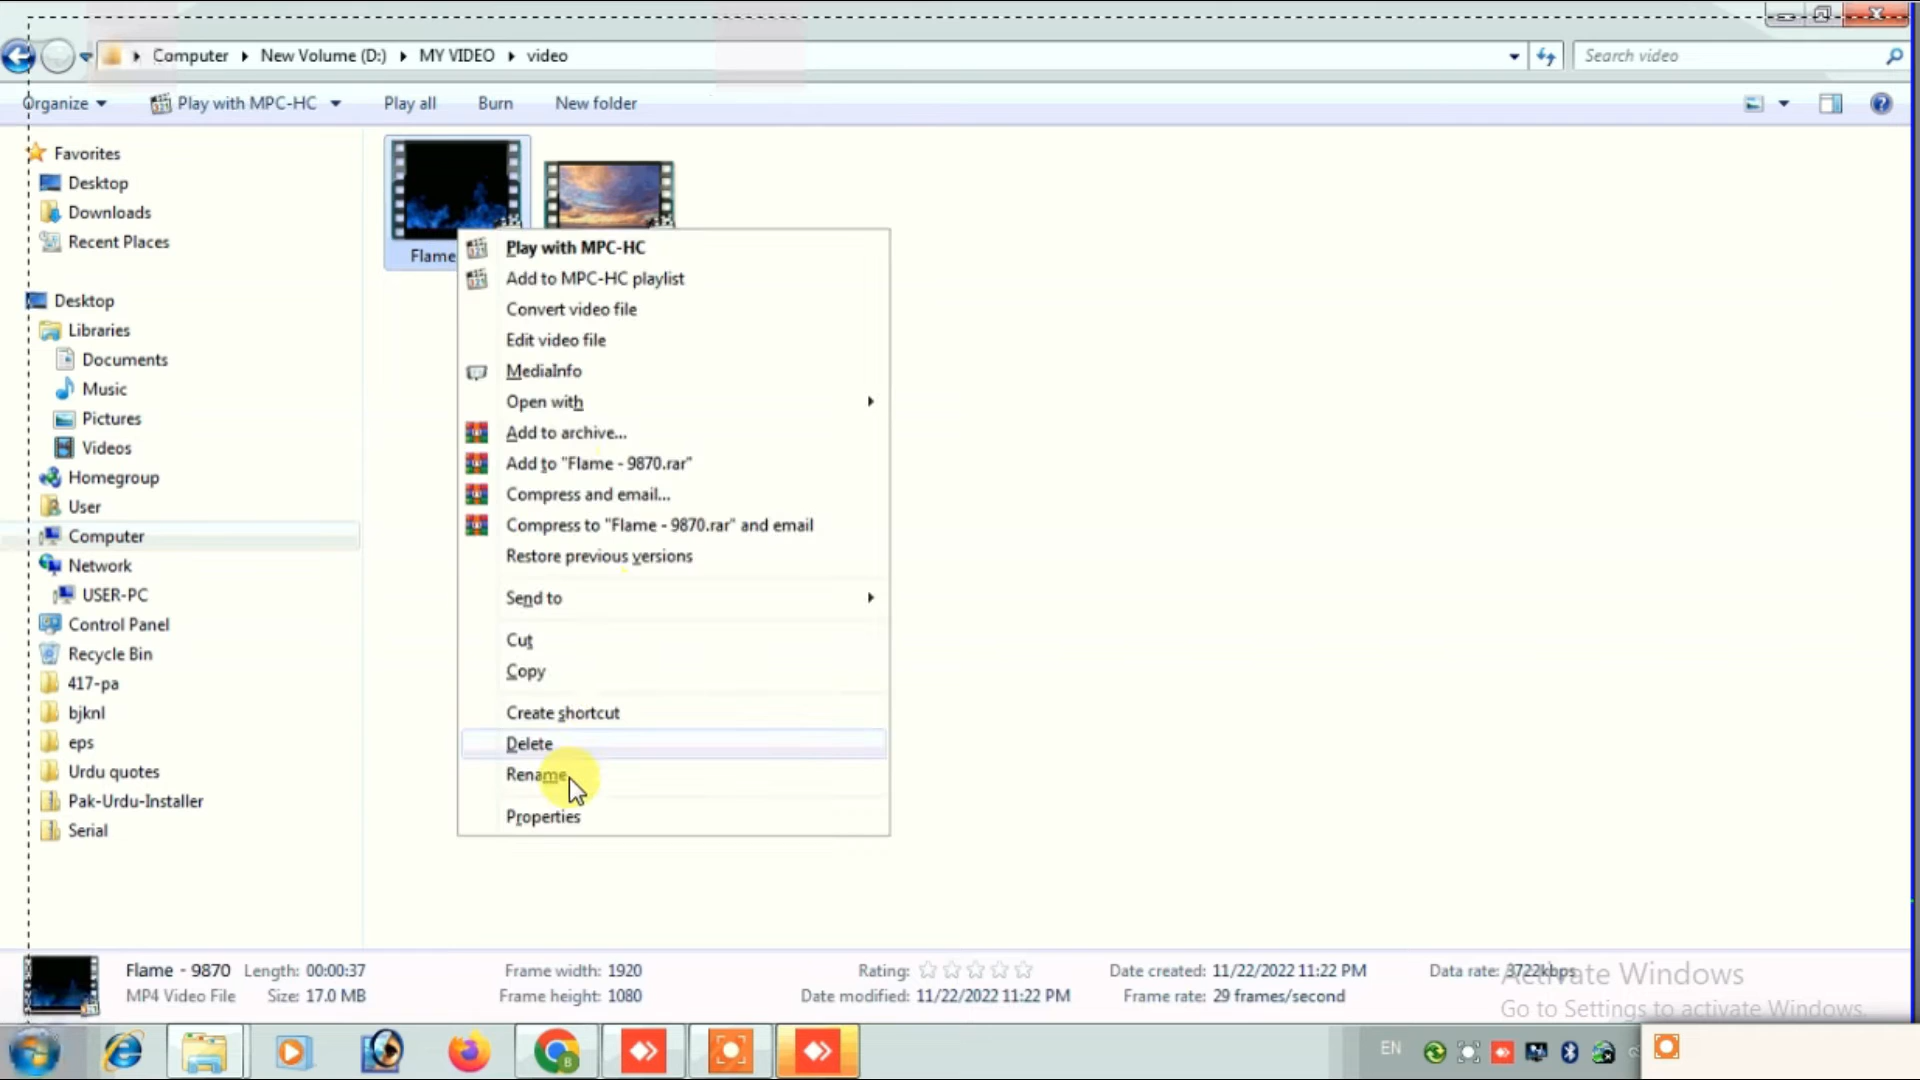 Computer New Volume (D:) MY VIDEO video
Search video
Organize Play with MPC-HC Play all Burn New folder
Favorites
Desktop
Downloads
Recent Places
Desktop
Libraries
Documents
Music
Pictures
Videos
Homegroup
User
Computer
Network
USER-PC
Control Panel
Recycle Bin
417-pa
bjknl
eps
Urdu quotes
Pak-Urdu-Installer
Serial
Flame
Play with MPC-HC
Add to MPC-HC playlist
Convert video file
Edit video file
MediaInfo
Open with
Add to archive...
Add to "Flame - 9870.rar"
Compress and email...
Compress to "Flame - 9870.rar" and email
Restore previous versions
Send to
Cut
Copy
Create shortcut
Delete
Rename
Properties
Flame - 9870 Length: 00:00:37 Frame width: 1920 Rating: Date created: 11/22/2022 11:22 PM Data rate: 3722kbps
MP4 Video File Size: 17.0 MB Frame height: 1080 Date modified: 11/22/2022 11:22 PM Frame rate: 29 frames/second
Activate Windows
Go to Settings to activate Windows.
EN